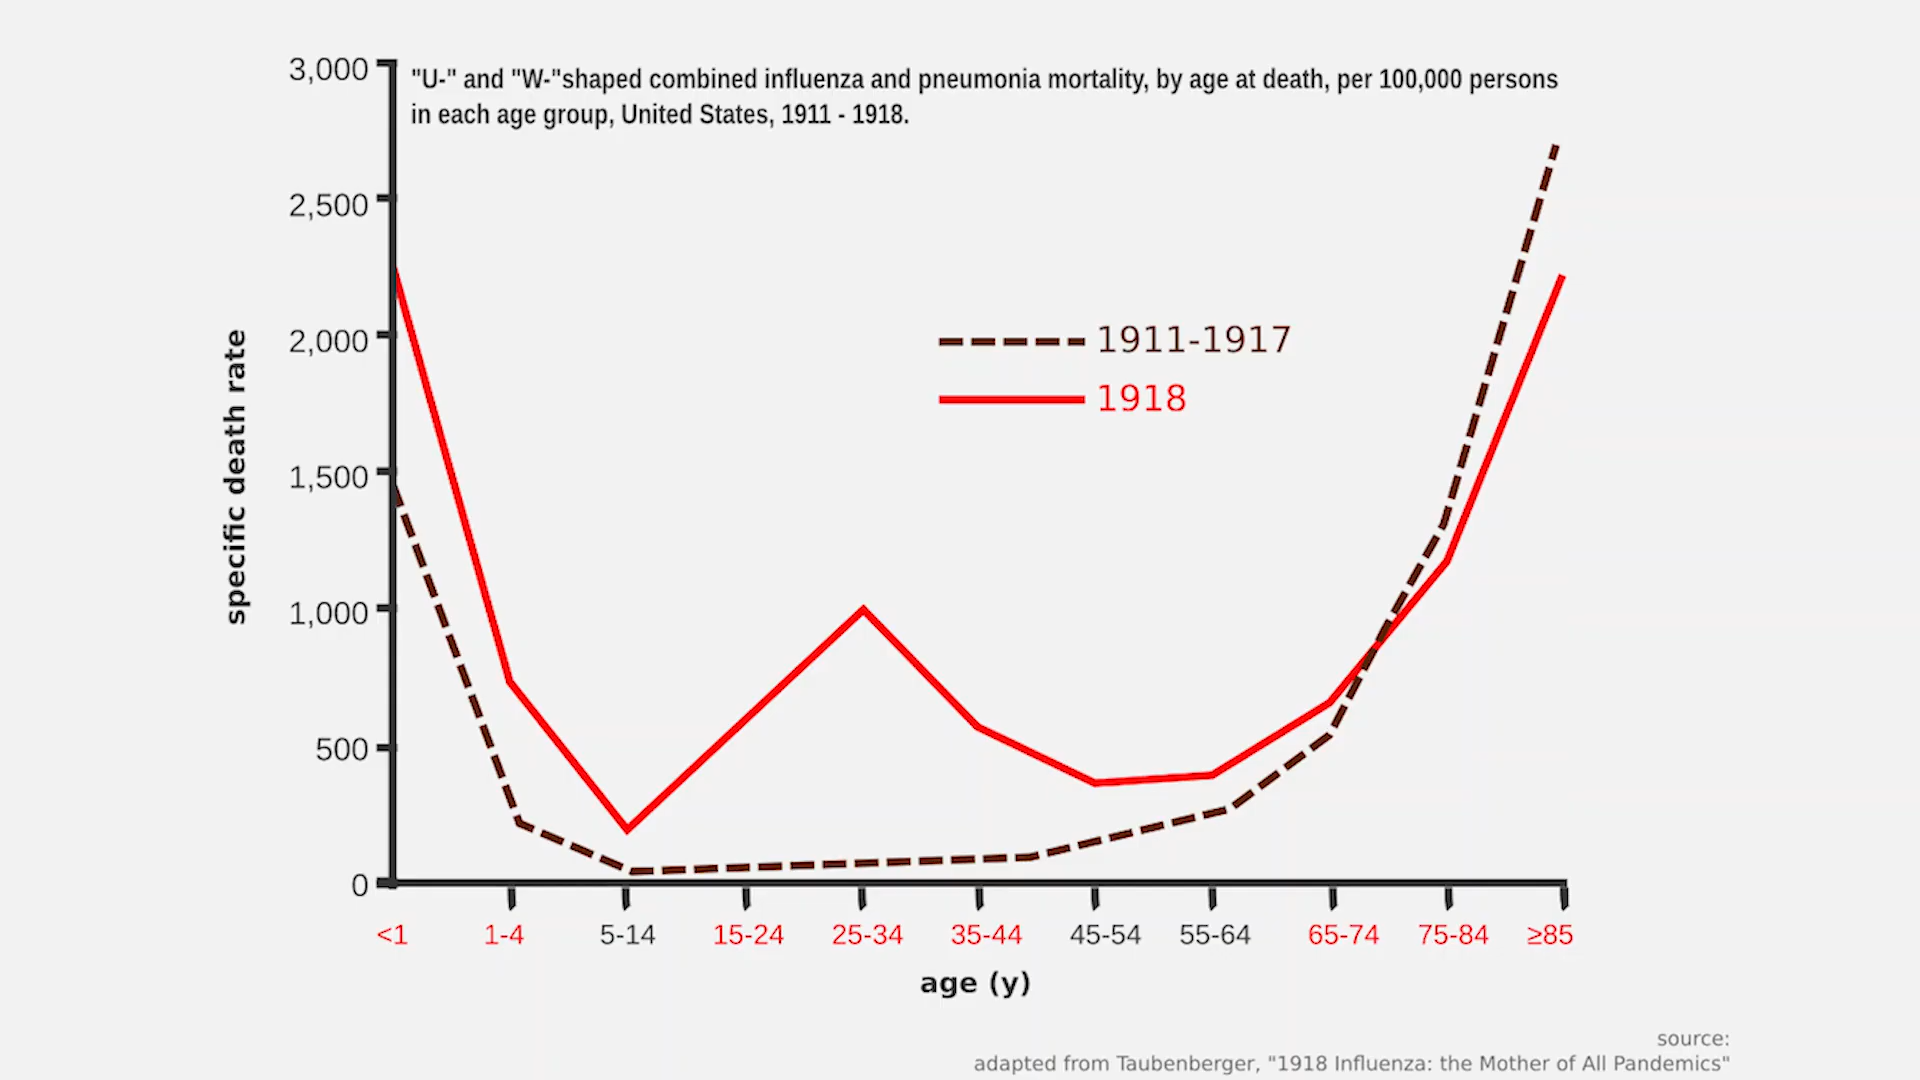 "U-" and "W-"shaped combined influenza and pneumonia mortality, by age at death, per 100,000 persons
in each age group, United States, 1911 - 1918.
3,000
2,500
2,000
1,500
1,000
500
0
specific death rate
1911-1917
1918
<1 1-4 5-14 15-24 25-34 35-44 45-54 55-64 65-74 75-84 ≥85
age (y)
source:
adapted from Taubenberger, "1918 Influenza: the Mother of All Pandemics"